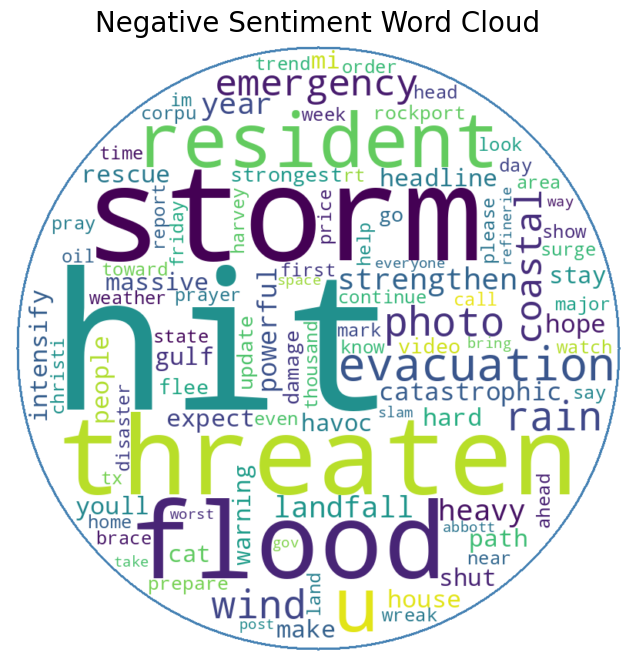 Negative Sentiment Word Cloud
trend mi order
emergency head
im year week rockport
corpu
resident look
time day
rescue strongest rt headline area
storm
report friday harvey price go help please refinerie coastal way
pray show
oil first everyone surge
toward massive space strengthen stay
weather prayer continue call major
hit
intensify christi people powerful photo hope
state mark
gulf update damage thousand know video bring watch
flee evacuation
disaster catastrophic say
expect even havoc slam hard rain
threaten
tx
youll warning landfall heavy ahead
home worst abbott
brace flood path
cat gov near
take shut
prepare land house
wind u wreak
post make